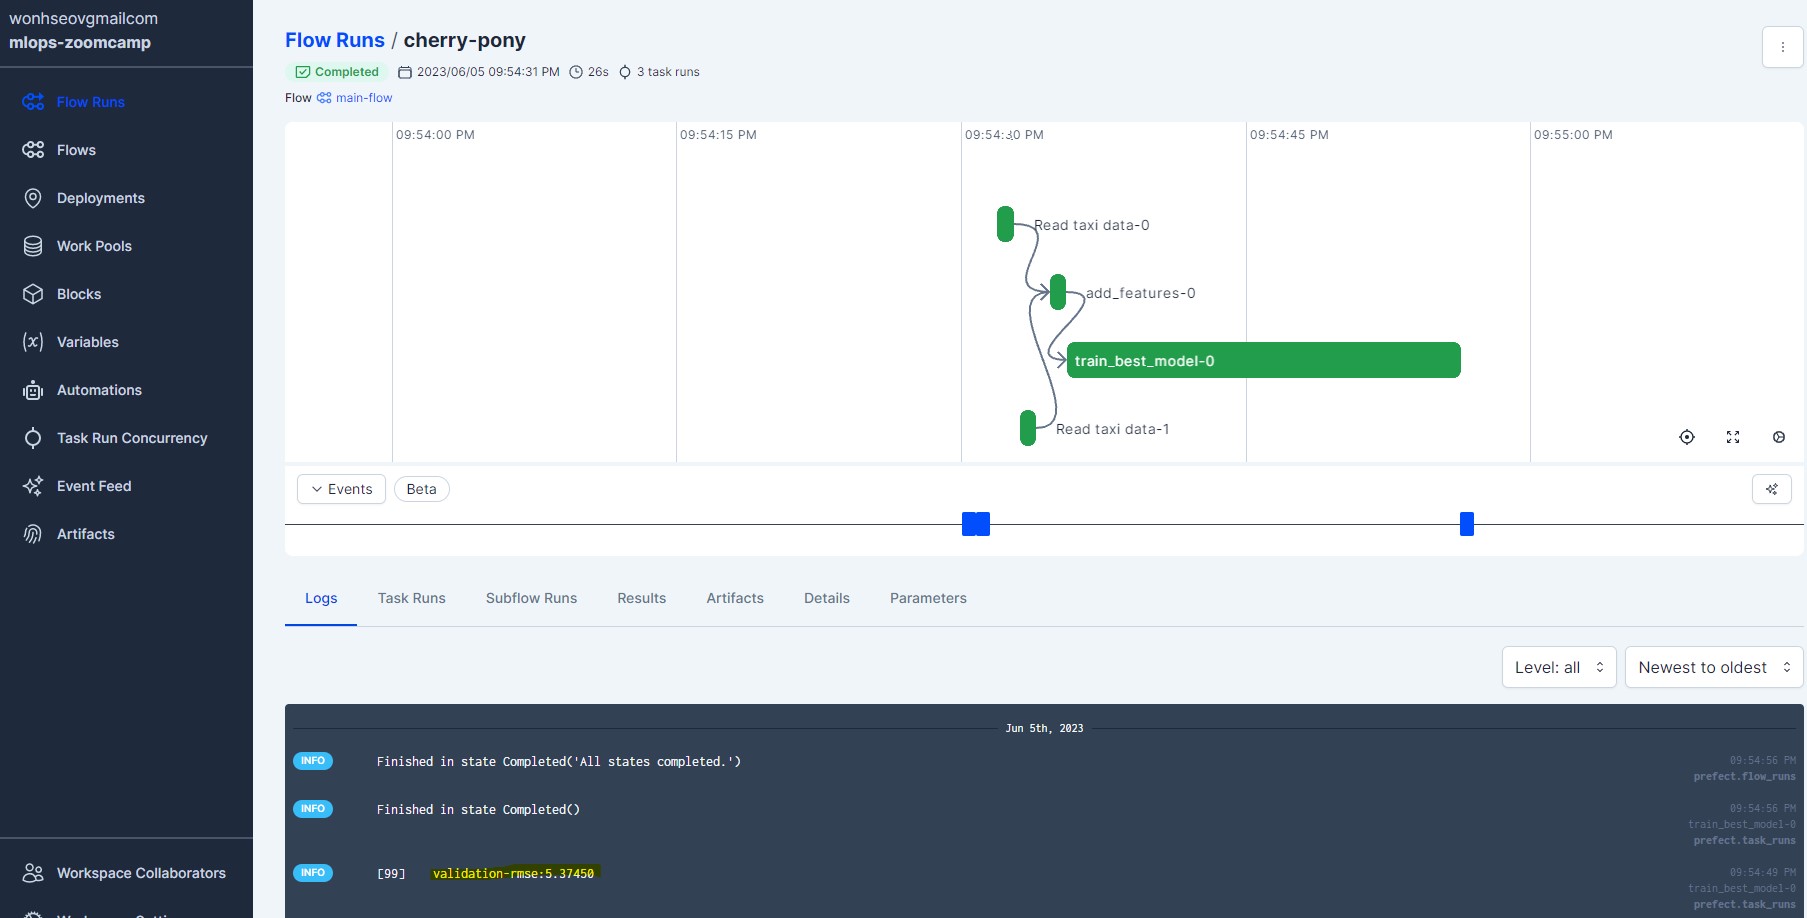 wonhseovgmailcom
mlops-zoomcamp
Flow Runs
Flows
Deployments
Work Pools
Blocks
Variables
Automations
Task Run Concurrency
Event Feed
Artifacts
Workspace Collaborators
Flow Runs / cherry-pony
Completed 2023/06/05 09:54:31 PM 26s 3 task runs
Flow main-flow
09:54:00 PM 09:54:15 PM 09:54:30 PM 09:54:45 PM 09:55:00 PM
Read taxi data-0
add_features-0
train_best_model-0
Read taxi data-1
Events Beta
Logs Task Runs Subflow Runs Results Artifacts Details Parameters
Level: all Newest to oldest
Jun 5th, 2023
INFO Finished in state Completed('All states completed.') 09:54:56 PM
prefect.flow_runs
INFO Finished in state Completed() 09:54:56 PM
train_best_model-0
prefect.task_runs
INFO [99] validation-rmse:5.37450 09:54:49 PM
train_best_model-0
prefect.task_runs